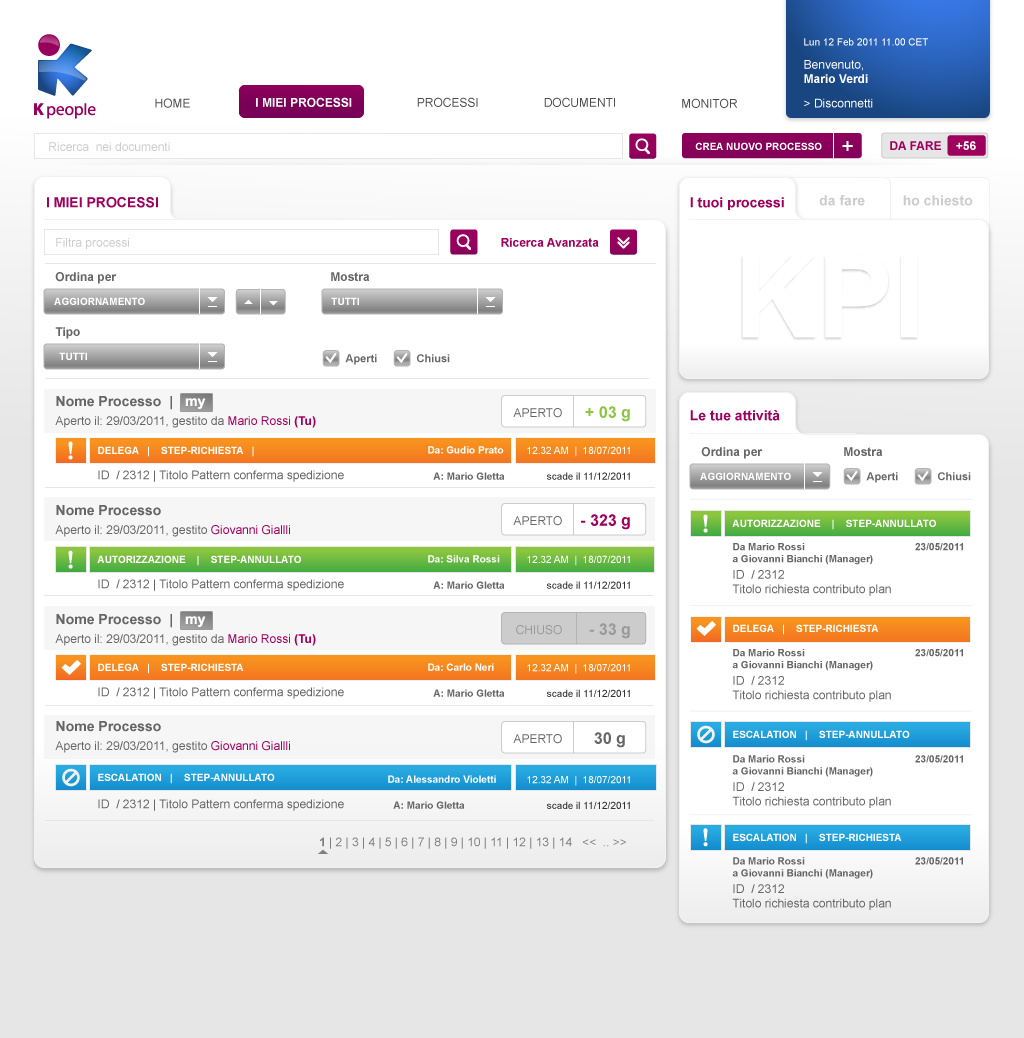 Lun 12 Feb 2011 11.00 CET
Benvenuto,
Mario Verdi
> Disconnetti
K people
HOME
I MIEI PROCESSI
PROCESSI
DOCUMENTI
MONITOR
Ricerca nei documenti
CREA NUOVO PROCESSO +
DA FARE +56
I MIEI PROCESSI
Filtra processi
Ricerca Avanzata
Ordina per
Mostra
AGGIORNAMENTO
TUTTI
Tipo
TUTTI
Aperti
Chiusi
Nome Processo | my
Aperto il: 29/03/2011, gestito da Mario Rossi (Tu)
APERTO + 03 g
! DELEGA | STEP-RICHIESTA | Da: Gudio Prato 12.32 AM | 18/07/2011
ID / 2312 | Titolo Pattern conferma spedizione A: Mario Gletta scade il 11/12/2011
Nome Processo
Aperto il: 29/03/2011, gestito Giovanni Giallli
APERTO - 323 g
! AUTORIZZAZIONE | STEP-ANNULLATO Da: Silva Rossi 12.32 AM | 18/07/2011
ID / 2312 | Titolo Pattern conferma spedizione A: Mario Gletta scade il 11/12/2011
Nome Processo | my
Aperto il: 29/03/2011, gestito da Mario Rossi (Tu)
CHIUSO - 33 g
DELEGA | STEP-RICHIESTA Da: Carlo Neri 12.32 AM | 18/07/2011
ID / 2312 | Titolo Pattern conferma spedizione A: Mario Gletta scade il 11/12/2011
Nome Processo
Aperto il: 29/03/2011, gestito Giovanni Giallli
APERTO 30 g
ESCALATION | STEP-ANNULLATO Da: Alessandro Violetti 12.32 AM | 18/07/2011
ID / 2312 | Titolo Pattern conferma spedizione A: Mario Gletta scade il 11/12/2011
1 | 2 | 3 | 4 | 5 | 6 | 7 | 8 | 9 | 10 | 11 | 12 | 13 | 14 << .. >>
I tuoi processi
da fare
ho chiesto
KPI
Le tue attività
Ordina per
Mostra
AGGIORNAMENTO
Aperti
Chiusi
! AUTORIZZAZIONE | STEP-ANNULLATO
Da Mario Rossi 23/05/2011
a Giovanni Bianchi (Manager)
ID / 2312
Titolo richiesta contributo plan
DELEGA | STEP-RICHIESTA
Da Mario Rossi 23/05/2011
a Giovanni Bianchi (Manager)
ID / 2312
Titolo richiesta contributo plan
ESCALATION | STEP-ANNULLATO
Da Mario Rossi 23/05/2011
a Giovanni Bianchi (Manager)
ID / 2312
Titolo richiesta contributo plan
! ESCALATION | STEP-RICHIESTA
Da Mario Rossi 23/05/2011
a Giovanni Bianchi (Manager)
ID / 2312
Titolo richiesta contributo plan